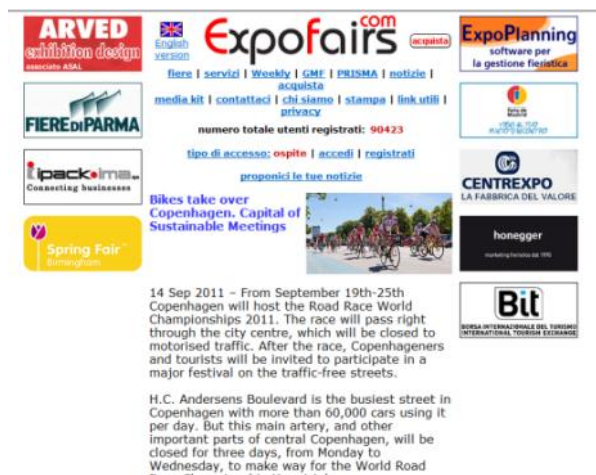 ARVED
exhibition design
associato ASAL
FIERE DI PARMA
ipack-ima spa
Connecting businesses
Spring Fair
Birmingham
English
version
Expofairs
.com
acquista
fiere | servizi | Weekly | GMF | PRISMA | notizie |
acquista
media kit | contattaci | chi siamo | stampa | link utili |
privacy
numero totale utenti registrati: 90423
tipo di accesso: ospite | accedi | registrati
proponici le tue notizie
Bikes take over
Copenhagen. Capital of
Sustainable Meetings
14 Sep 2011 – From September 19th-25th
Copenhagen will host the Road Race World
Championships 2011. The race will pass right
through the city centre, which will be closed to
motorised traffic. After the race, Copenhageners
and tourists will be invited to participate in a
major festival on the traffic-free streets.
H.C. Andersens Boulevard is the busiest street in
Copenhagen with more than 60,000 cars using it
per day. But this main artery, and other
important parts of central Copenhagen, will be
closed for three days, from Monday to
Wednesday, to make way for the World Road
ExpoPlanning
software per
la gestione fieristica
Feria de
Madrid
CENTREXPO
LA FABBRICA DEL VALORE
honegger
marketing fieristico dal 1970
Bit
BORSA INTERNAZIONALE DEL TURISMO
INTERNATIONAL TOURISM EXCHANGE